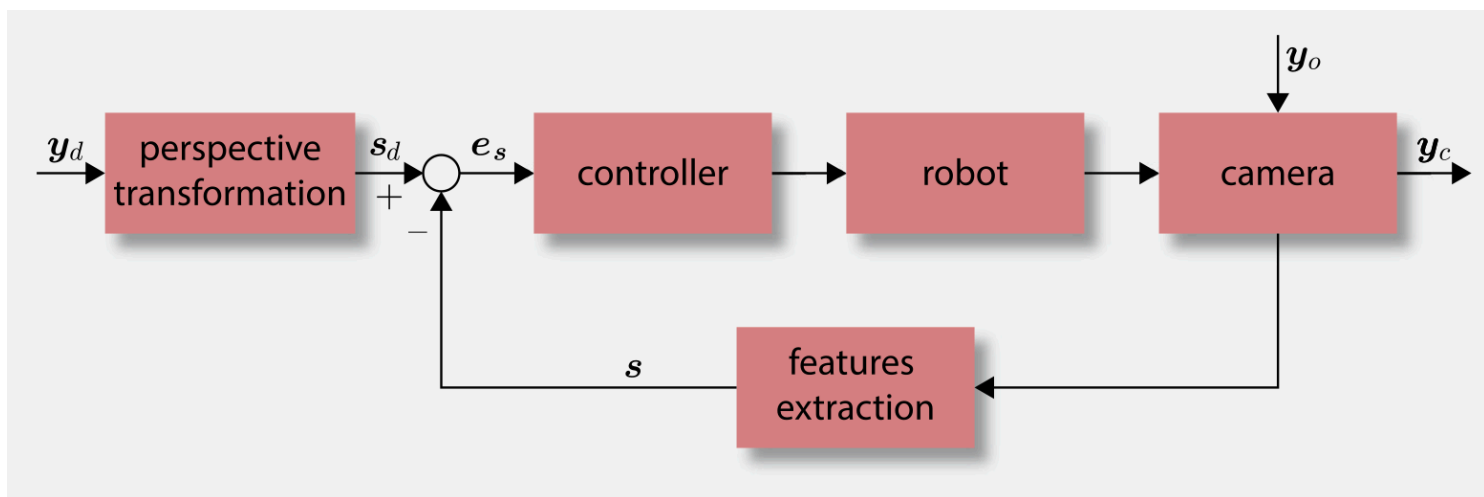 y_d
perspective
transformation
s_d
+
−
e_s
controller
robot
camera
y_o
y_c
s
features
extraction